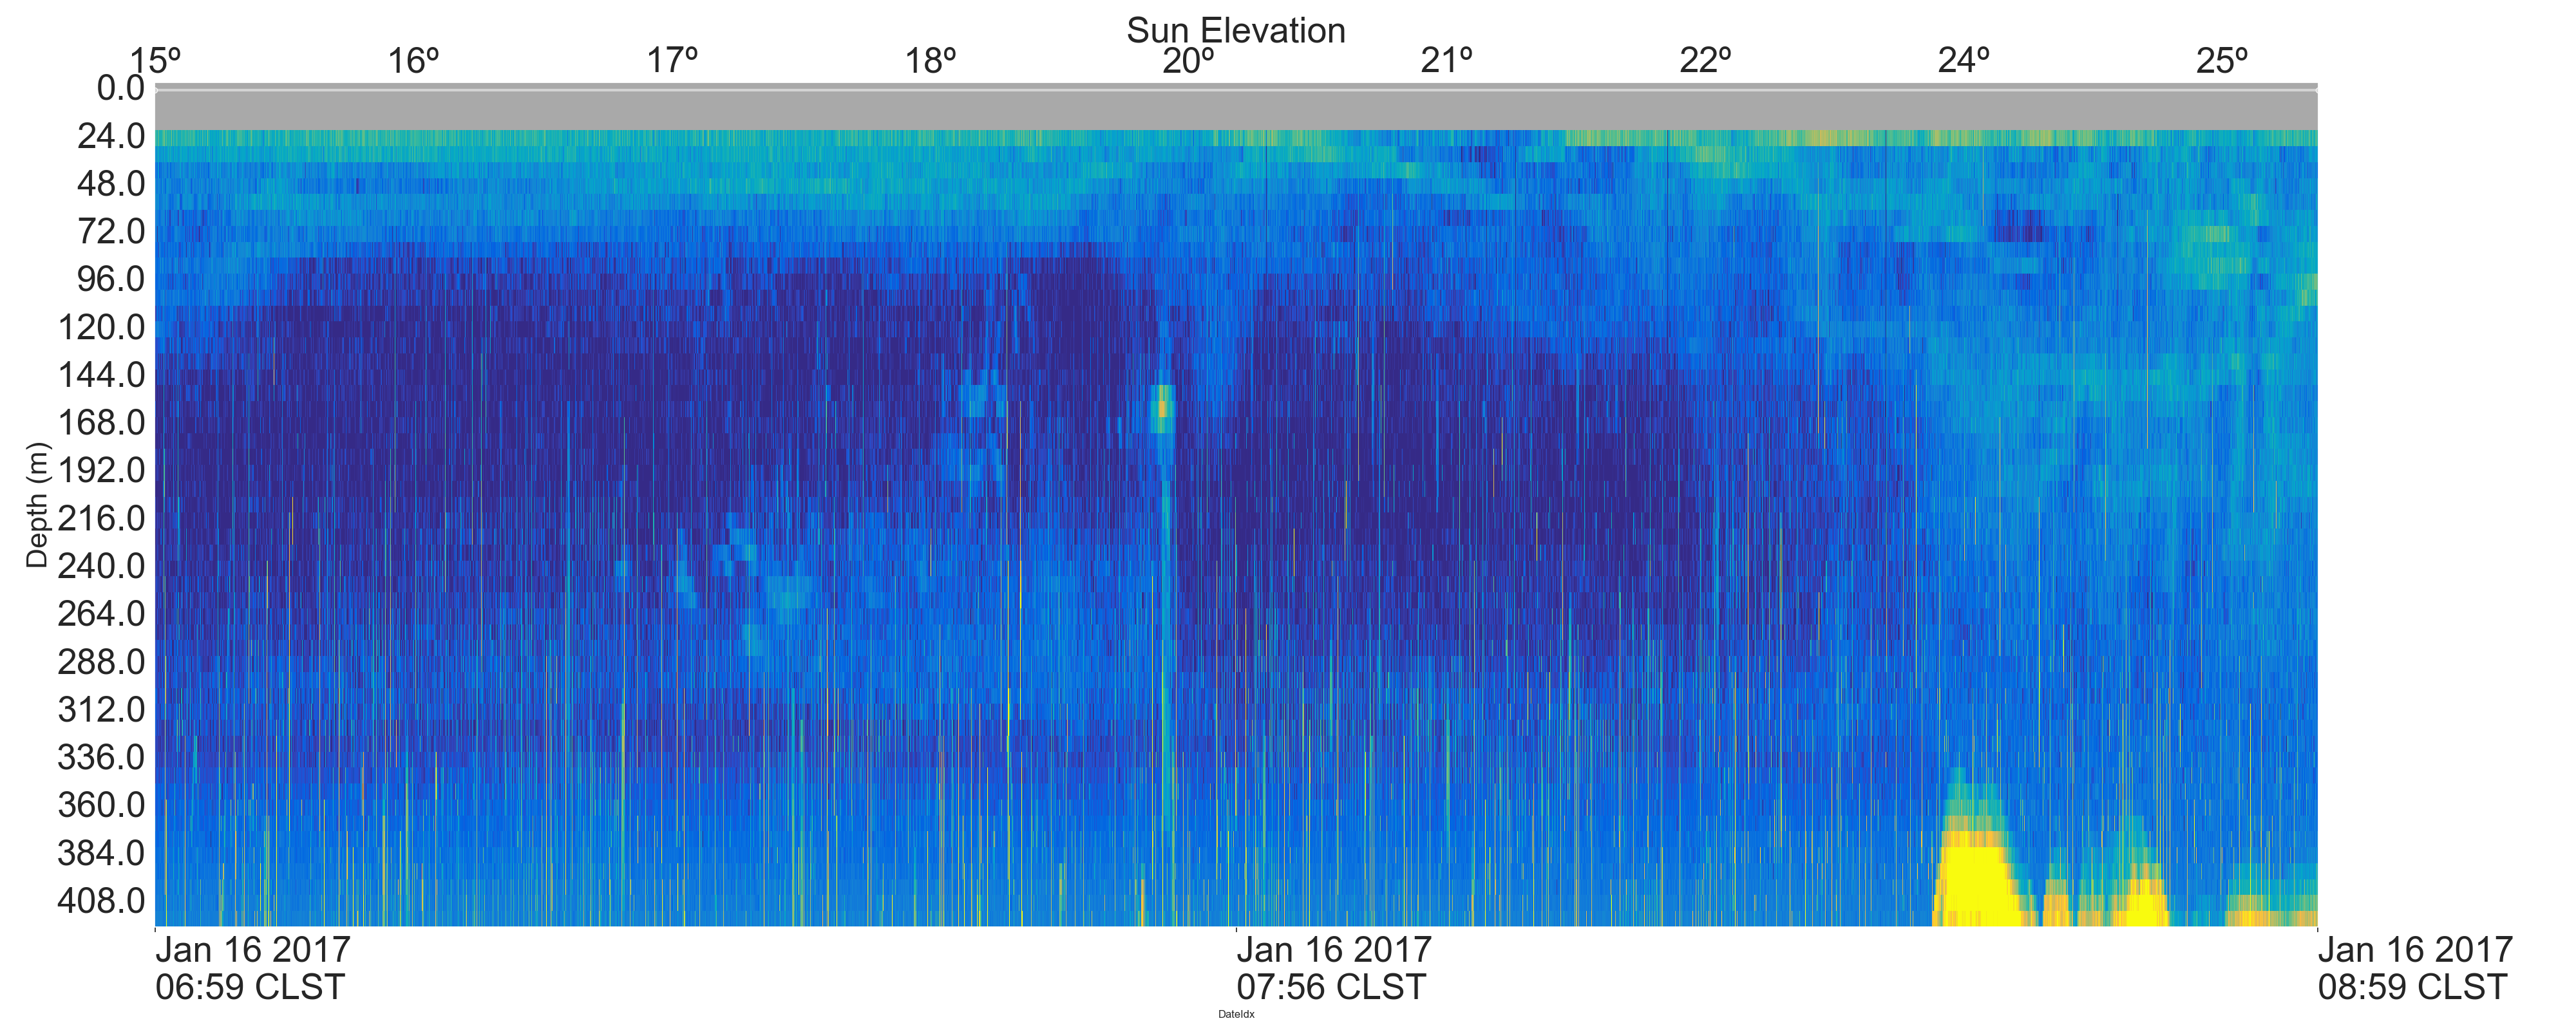 Sun Elevation
15º 16º 17º 18º 20º 21º 22º 24º 25º
0.0
24.0
48.0
72.0
96.0
120.0
144.0
168.0
192.0
216.0
240.0
264.0
288.0
312.0
336.0
360.0
384.0
408.0
Depth (m)
Jan 16 2017
06:59 CLST
Jan 16 2017
07:56 CLST
Jan 16 2017
08:59 CLST
DateIdx